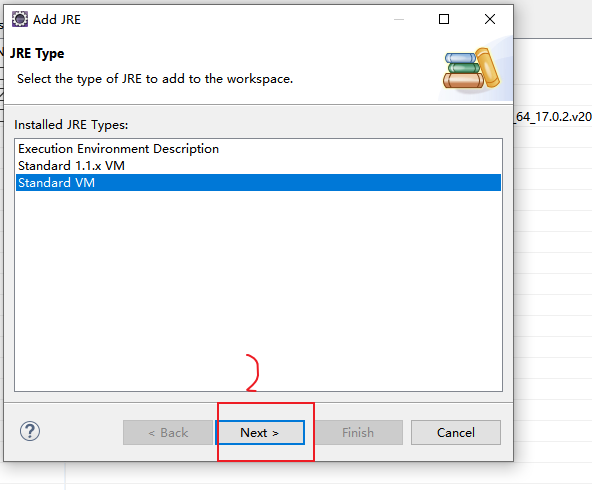 Add JRE
JRE Type
Select the type of JRE to add to the workspace.
_64_17.0.2.v20
Installed JRE Types:
Execution Environment Description
Standard 1.1.x VM
Standard VM
2
< Back
Next >
Finish
Cancel